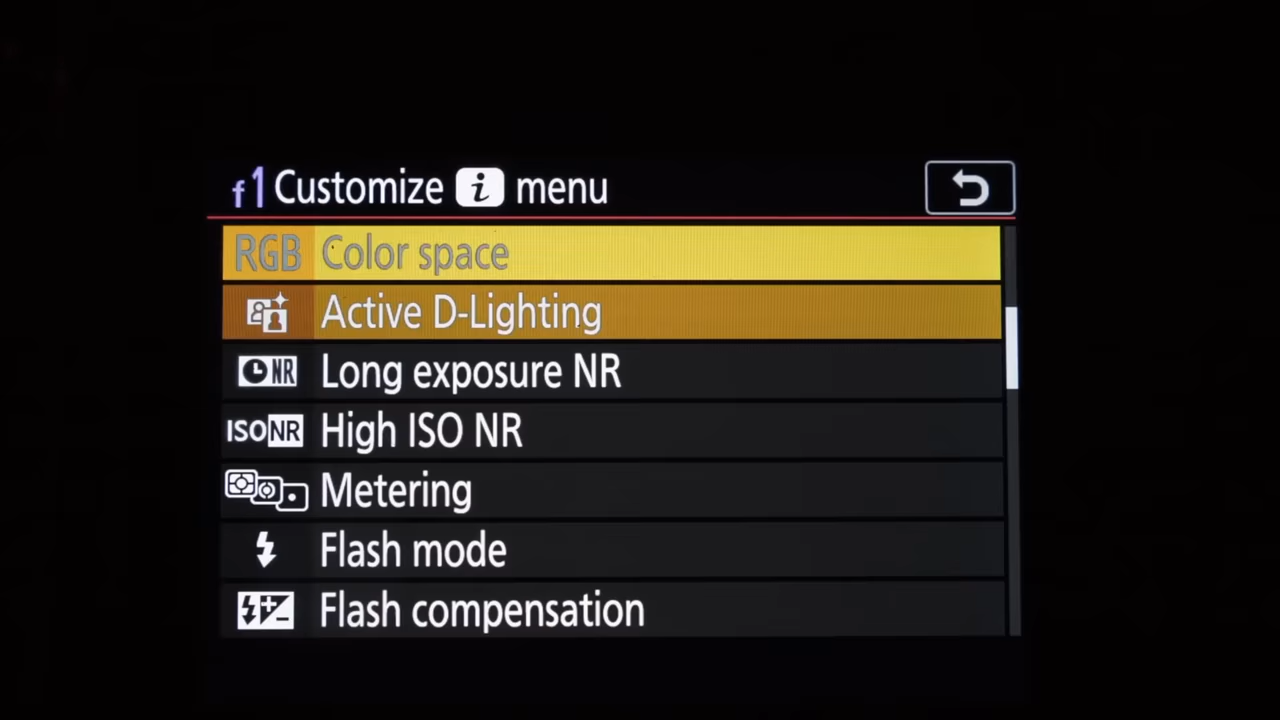 f1 Customize i menu
RGB Color space
Active D-Lighting
NR Long exposure NR
ISO NR High ISO NR
Metering
Flash mode
Flash compensation